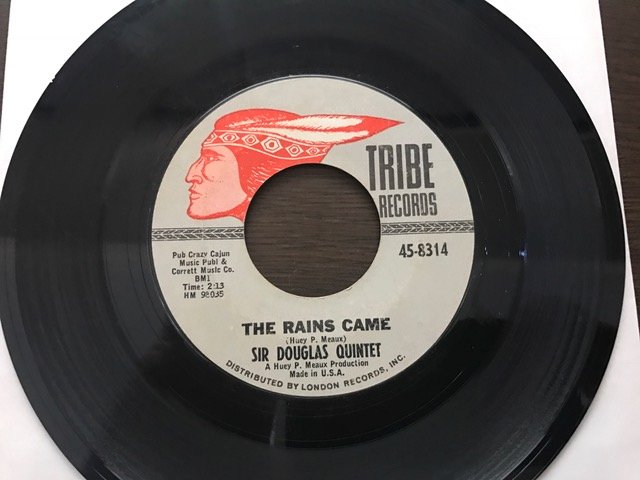 TRIBE
RECORDS
45-8314
Pub Crazy Cajun
Music Publ &
Corrett Music Co.
BMI
Time: 2:13
HM 98035
THE RAINS CAME
(Huey P. Meaux)
SIR DOUGLAS QUINTET
A Huey P. Meaux Production
Made in U.S.A.
DISTRIBUTED BY LONDON RECORDS, INC.